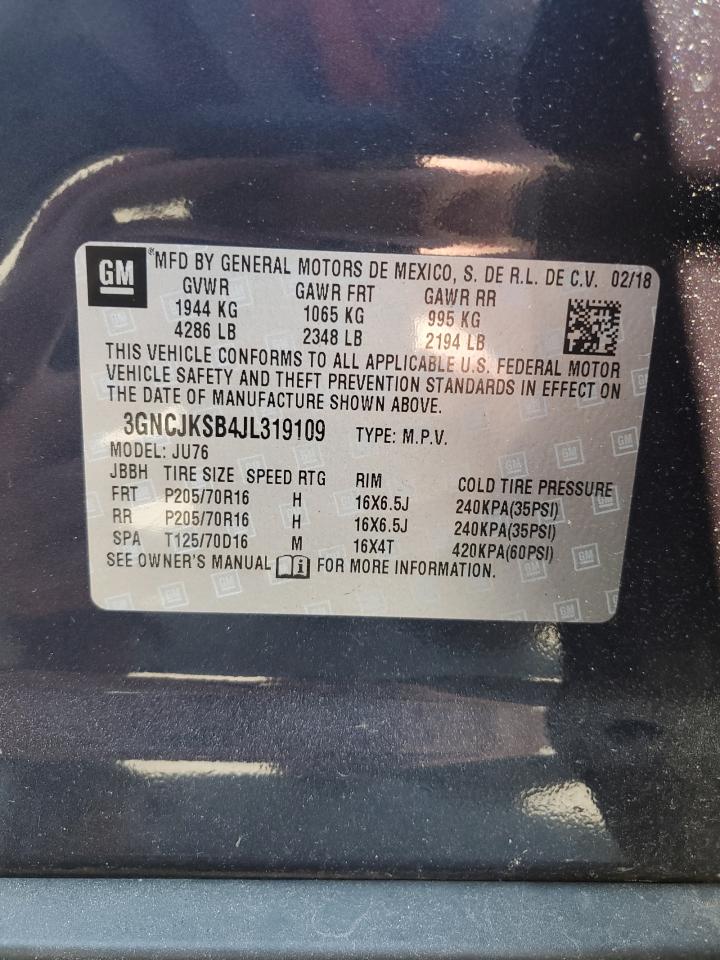 GM
® MFD BY GENERAL MOTORS DE MEXICO, S. DE R.L. DE C.V. 02/18
GVWR GAWR FRT GAWR RR
1944 KG 1065 KG 995 KG
4286 LB 2348 LB 2194 LB
THIS VEHICLE CONFORMS TO ALL APPLICABLE U.S. FEDERAL MOTOR
VEHICLE SAFETY AND THEFT PREVENTION STANDARDS IN EFFECT ON
THE DATE OF MANUFACTURE SHOWN ABOVE.
3GNCJKSB4JL319109 TYPE: M.P.V.
MODEL: JU76
JBBH TIRE SIZE SPEED RTG RIM COLD TIRE PRESSURE
FRT P205/70R16 H 16X6.5J 240KPA(35PSI)
RR P205/70R16 H 16X6.5J 240KPA(35PSI)
SPA T125/70D16 M 16X4T 420KPA(60PSI)
SEE OWNER'S MANUAL i FOR MORE INFORMATION.